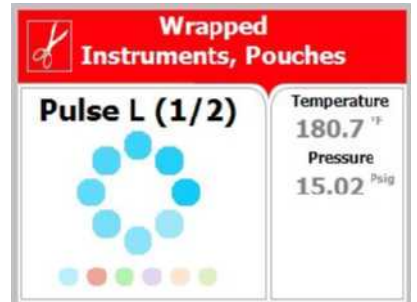 Wrapped
Instruments, Pouches
Pulse L (1/2)
Temperature
180.7 °F
Pressure
15.02 Psig